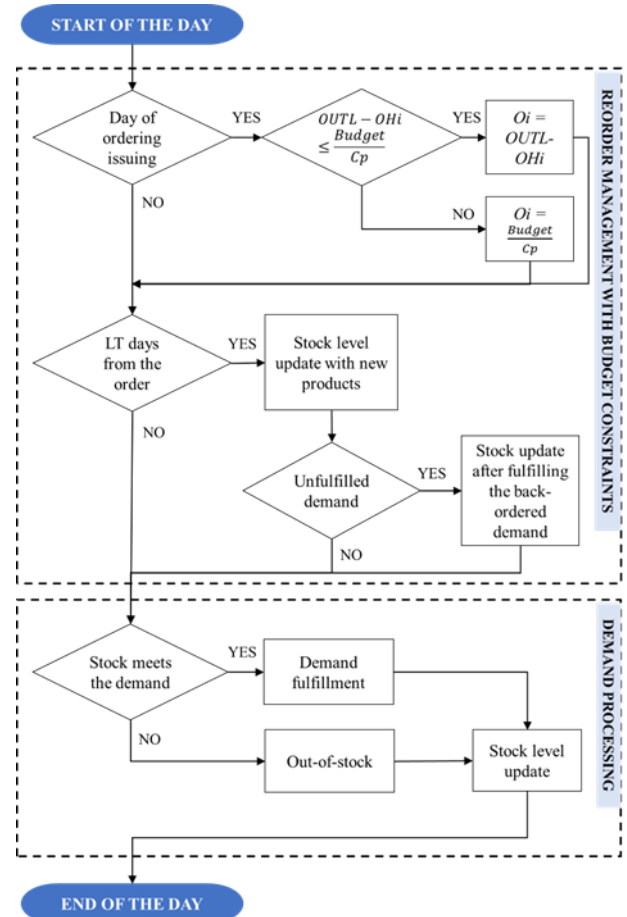 START OF THE DAY
Day of
ordering
issuing
YES
OUTL – OHi
≤ Budget
Cp
YES
Oi =
OUTL-
OHi
NO
NO
Oi =
Budget
Cp
REORDER MANAGEMENT WITH BUDGET CONSTRAINTS
LT days
from the
order
YES
Stock level
update with new
products
NO
Unfulfilled
demand
YES
Stock update
after fulfilling
the back-
ordered
demand
NO
Stock meets
the demand
YES
Demand
fulfillment
NO
Out-of-stock
Stock level
update
DEMAND PROCESSING
END OF THE DAY